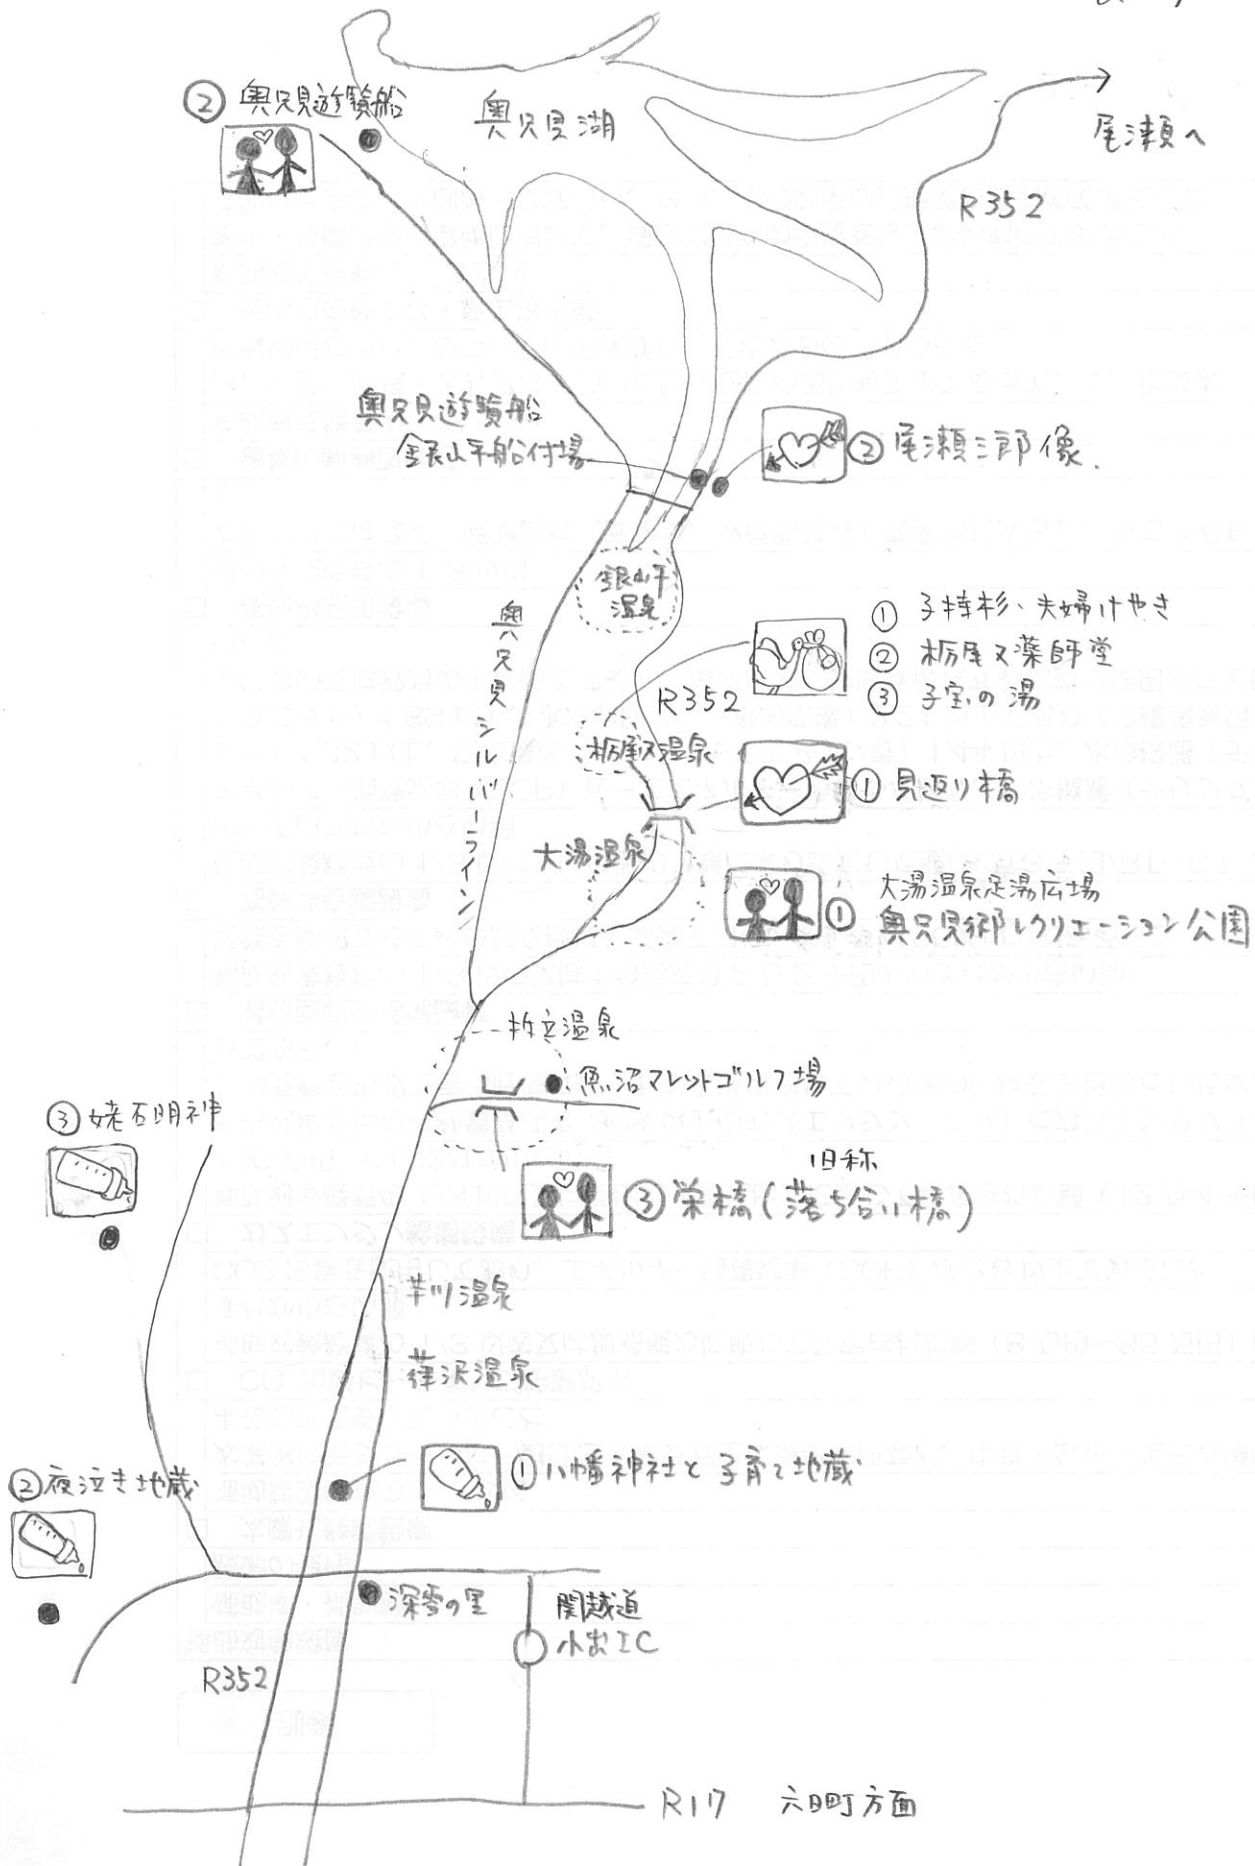 ② 奥只見遊覧船
奥只見湖
尾瀬へ
R352
奥只見遊覧船
銀山平船付場
② 尾瀬三郎像
銀山平
温泉
奥只見シルバーライン
① 子持杉、夫婦けやき
② 栃尾又薬師堂
③ 子宝の湯
R352
栃尾又温泉
① 見返り橋
大湯温泉
① 大湯温泉足湯広場
奥只見郷レクリエーション公園
折立温泉
魚沼マレットゴルフ場
③ 姥石明神
旧称
③ 栄橋(落ち合い橋)
芋川温泉
葎沢温泉
① 八幡神社と子育て地蔵
② 夜泣き地蔵
深雪の里
関越道
小出IC
R352
R17 六日町方面